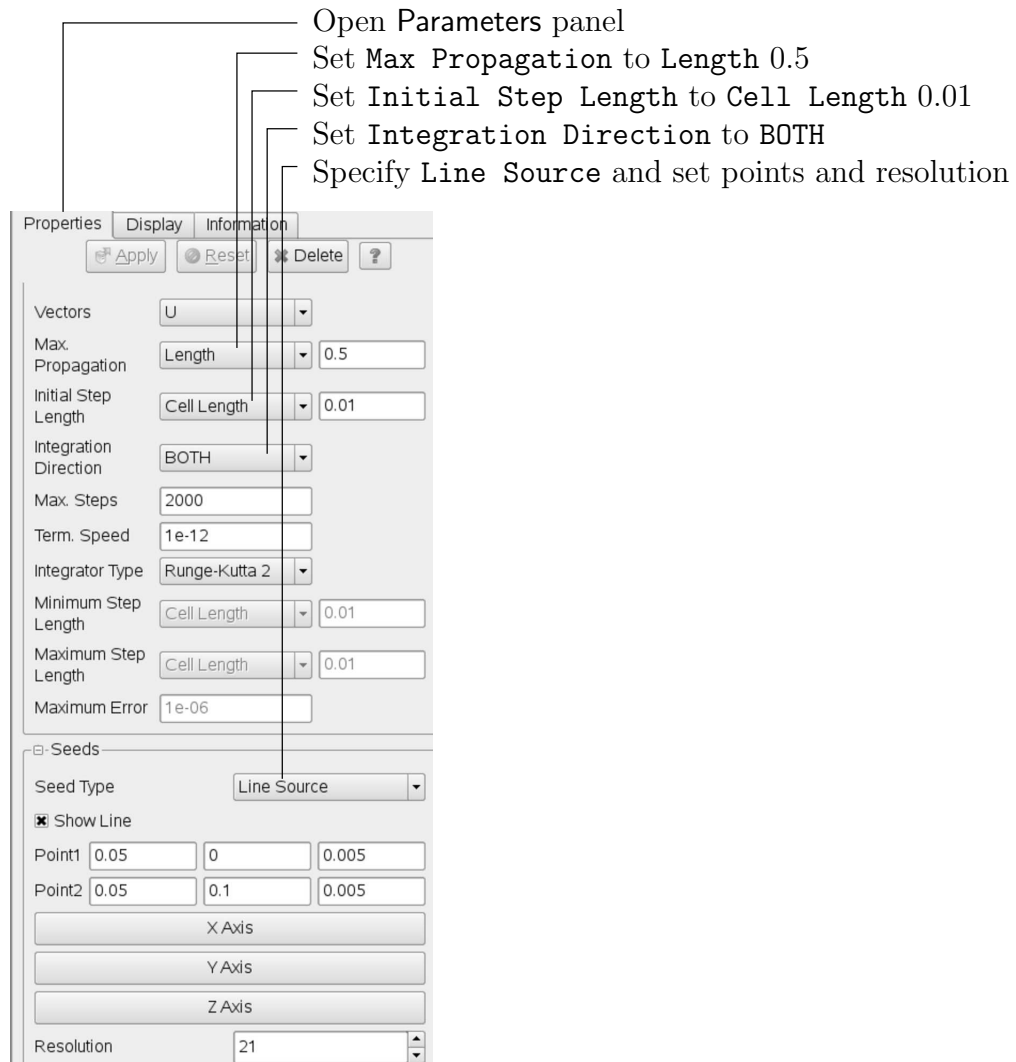 Open Parameters panel
Set Max Propagation to Length 0.5
Set Initial Step Length to Cell Length 0.01
Set Integration Direction to BOTH
Specify Line Source and set points and resolution
Properties Display Information
Apply Reset Delete ?
Vectors U
Max.
Propagation Length 0.5
Initial Step
Length Cell Length 0.01
Integration
Direction BOTH
Max. Steps 2000
Term. Speed 1e-12
Integrator Type Runge-Kutta 2
Minimum Step
Length Cell Length 0.01
Maximum Step
Length Cell Length 0.01
Maximum Error 1e-06
Seeds
Seed Type Line Source
Show Line
Point1 0.05 0 0.005
Point2 0.05 0.1 0.005
X Axis
Y Axis
Z Axis
Resolution 21